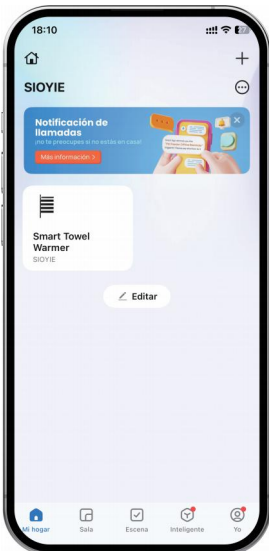 18:10
SIOYIE
Notificación de
llamadas
¡no te preocupes si no estás en casa!
Más información >
Smart Towel
Warmer
SIOYIE
Editar
Mi hogar
Sala
Escena
Inteligente
Yo